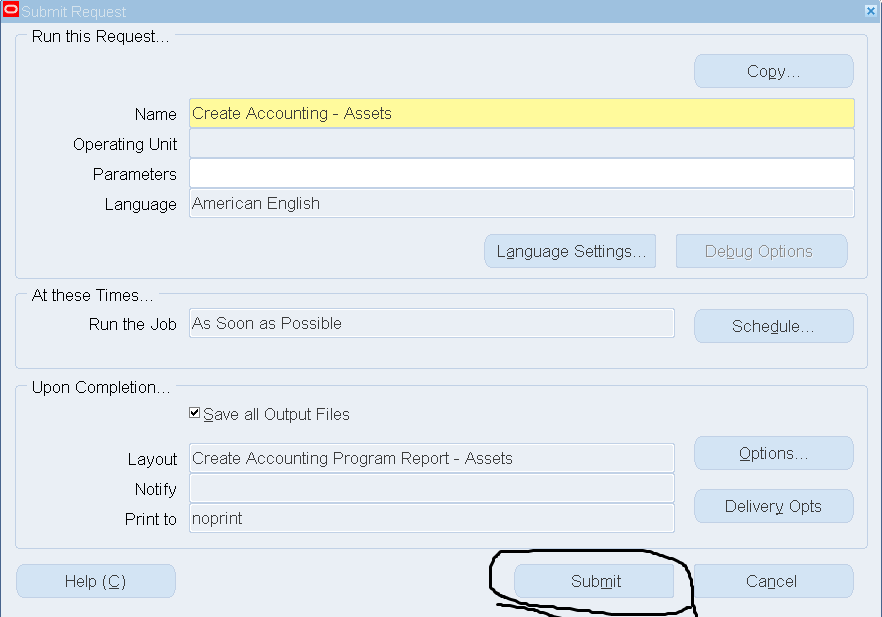 Submit Request
Run this Request...
Copy...
Name Create Accounting - Assets
Operating Unit
Parameters
Language American English
Language Settings... Debug Options
At these Times...
Run the Job As Soon as Possible Schedule...
Upon Completion...
Save all Output Files
Layout Create Accounting Program Report - Assets Options...
Notify
Delivery Opts
Print to noprint
Help (C) Submit Cancel